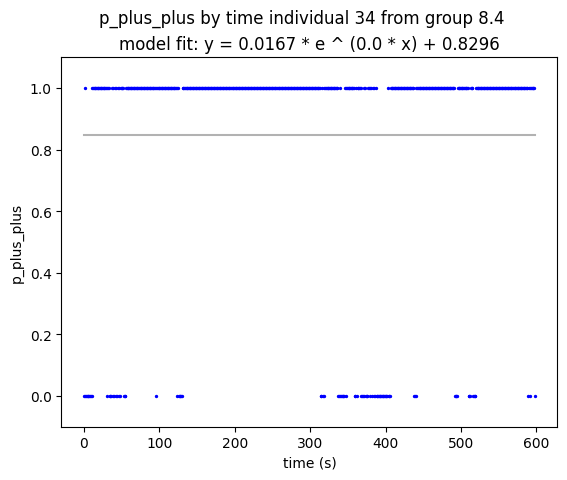 p_plus_plus by time individual 34 from group 8.4
model fit: y = 0.0167 * e ^ (0.0 * x) + 0.8296
1.0
0.8
0.6
0.4
0.2
0.0
p_plus_plus
0 100 200 300 400 500 600
time (s)